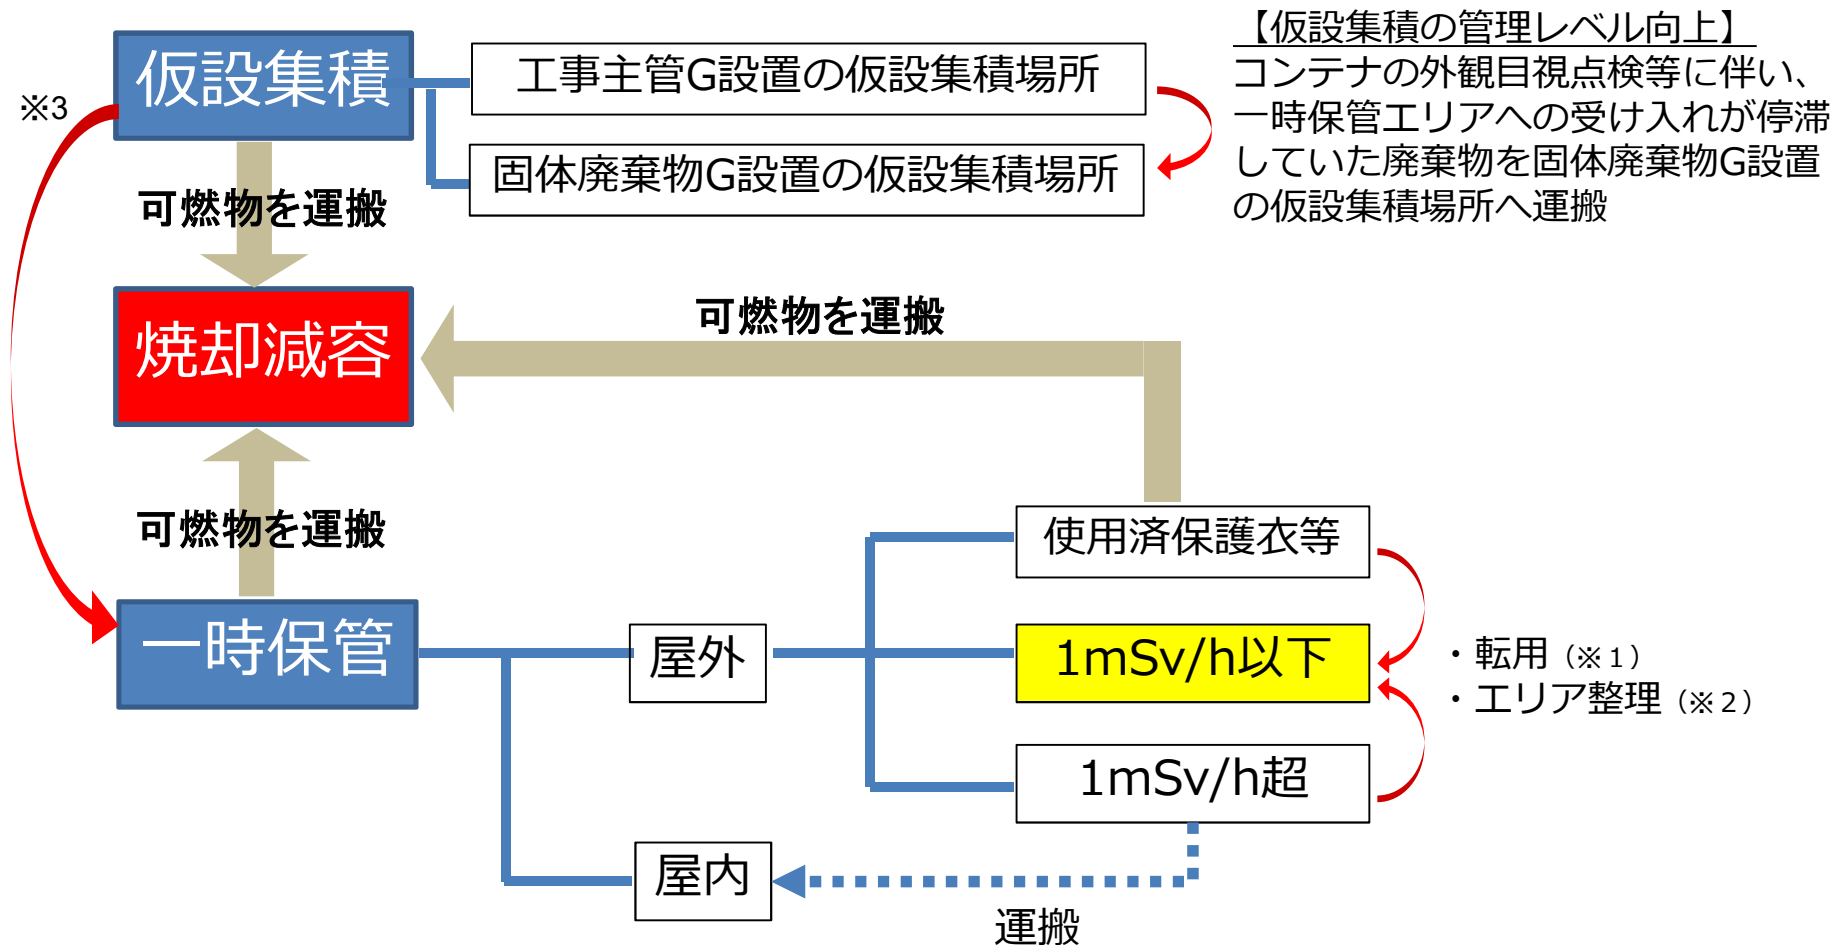 仮設集積
※3
工事主管G設置の仮設集積場所
固体廃棄物G設置の仮設集積場所
【仮設集積の管理レベル向上】
コンテナの外観目視点検等に伴い、
一時保管エリアへの受け入れが停滞
していた廃棄物を固体廃棄物G設置
の仮設集積場所へ運搬
可燃物を運搬
焼却減容
可燃物を運搬
可燃物を運搬
一時保管
屋外
使用済保護衣等
1mSv/h以下
1mSv/h超
・転用（※１）
・エリア整理（※２）
屋内
運搬